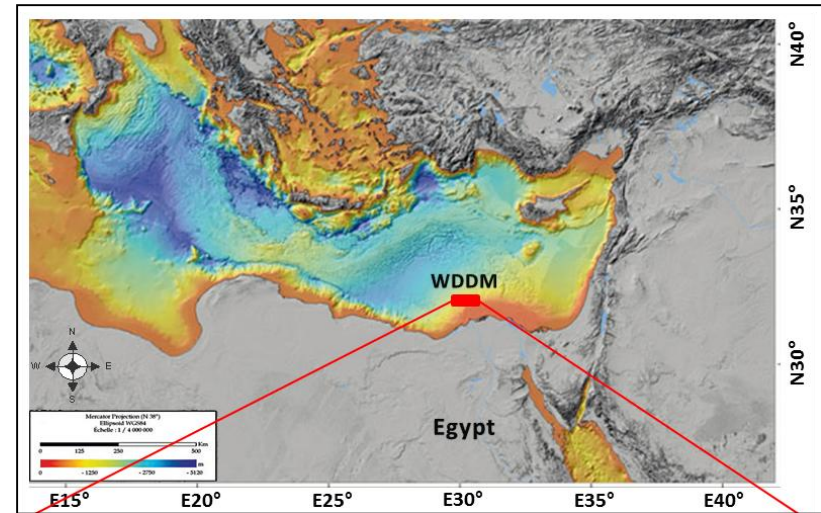 N40°
N35°
WDDM
N30°
N
W E
S
Mercator Projection (N 38°)
Ellipsoid WGS84
Échelle : 1 / 4 000 000
Km
0 125 250 500
m
0 - 1250 - 2750 - 5120
Egypt
E15° E20° E25° E30° E35° E40°